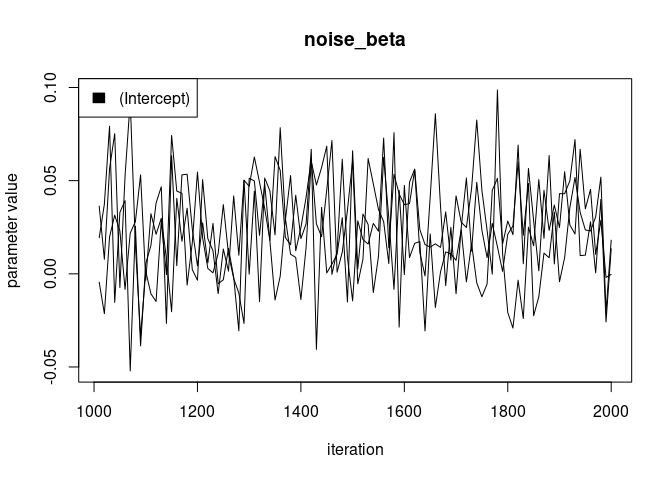 noise_beta
(Intercept)
parameter value
-0.05
0.00
0.05
0.10
1000 1200 1400 1600 1800 2000
iteration